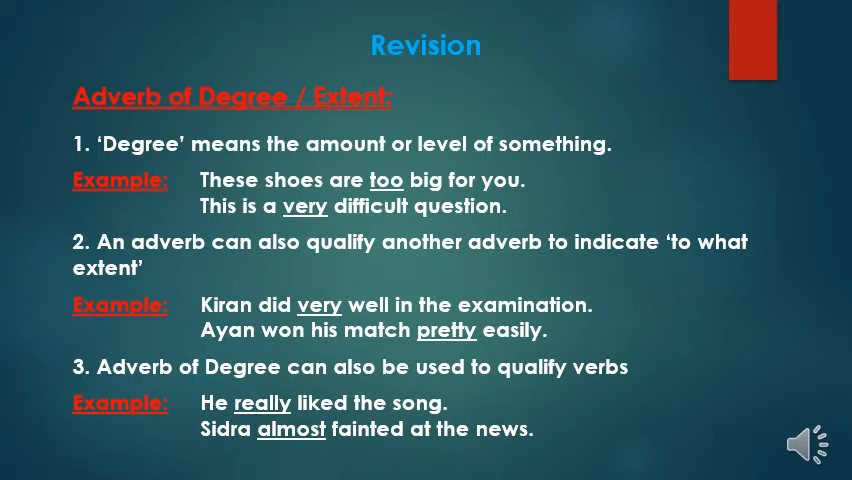 Revision
Adverb of Degree / Extent:
1. ‘Degree’ means the amount or level of something.
Example: These shoes are too big for you.
This is a very difficult question.
2. An adverb can also qualify another adverb to indicate ‘to what
extent’
Example: Kiran did very well in the examination.
Ayan won his match pretty easily.
3. Adverb of Degree can also be used to qualify verbs
Example: He really liked the song.
Sidra almost fainted at the news.